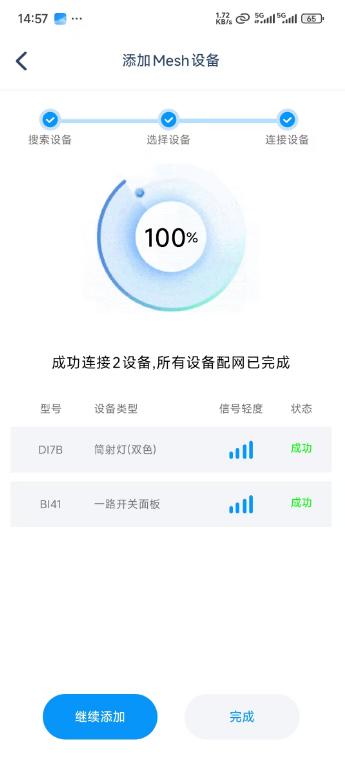 14:57 ··· 1.72 KB/s 5G 5G 65
添加Mesh设备
搜索设备 选择设备 连接设备
100%
成功连接2设备,所有设备配网已完成
型号 设备类型 信号轻度 状态
DI7B 筒射灯(双色) 成功
BI41 一路开关面板 成功
继续添加 完成